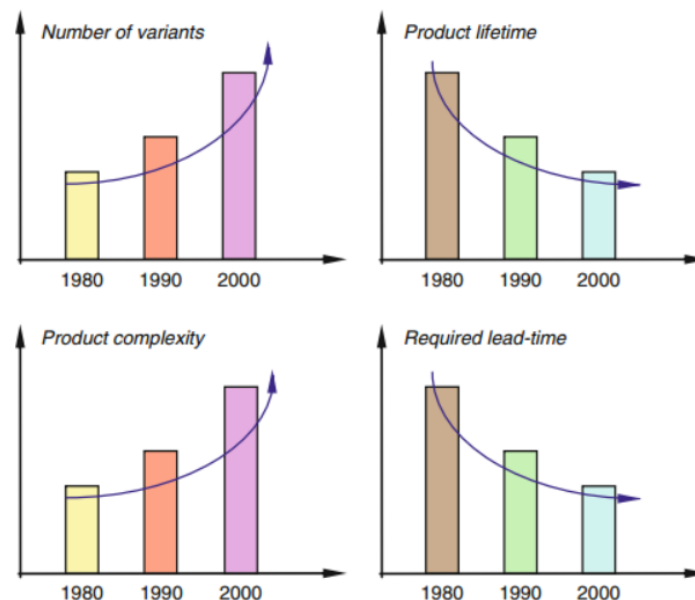 Number of variants
1980 1990 2000
Product lifetime
1980 1990 2000
Product complexity
1980 1990 2000
Required lead-time
1980 1990 2000